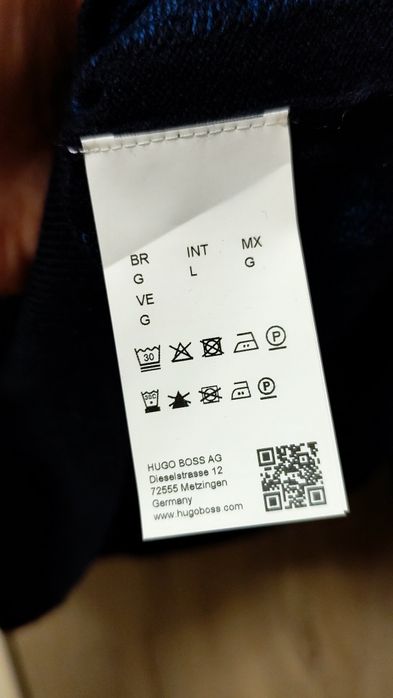 BR INT MX
G L G
VE
G
30 P
P
HUGO BOSS AG
Dieselstrasse 12
72555 Metzingen
Germany
www.hugoboss.com